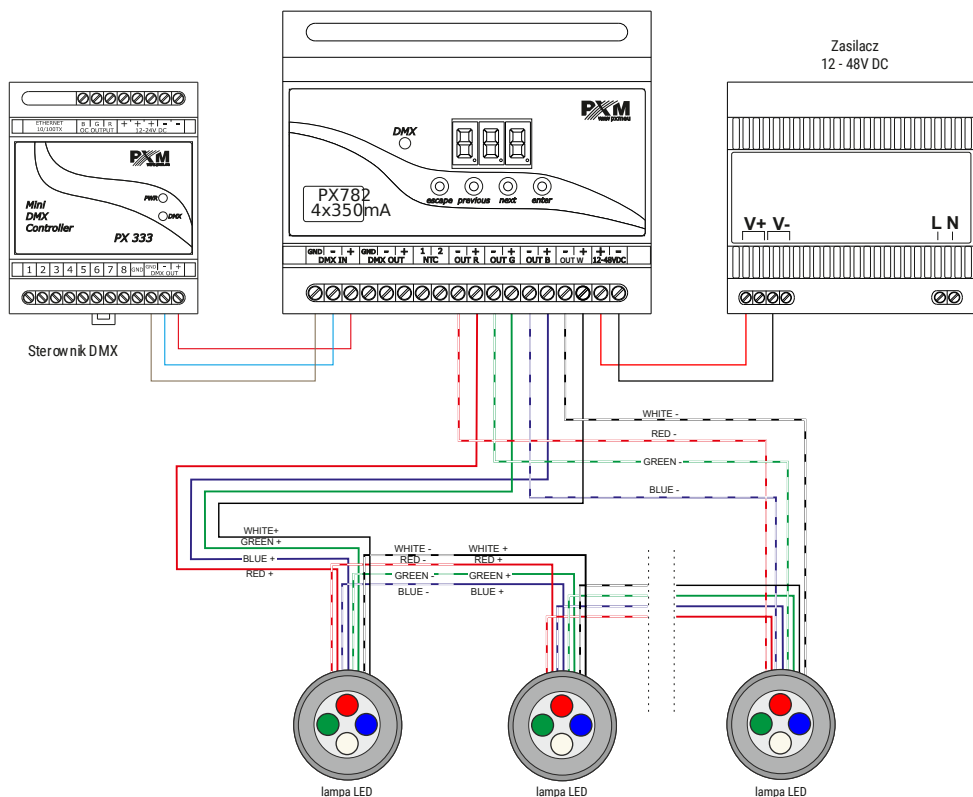 Zasilacz
12 - 48V DC
ETHERNET
10/100TX
B G R + + + - -
OC OUTPUT 12-24V DC
PXM
PWR
DMX
Mini
DMX
Controller
PX 333
1 2 3 4 5 6 7 8 GND GND - +
DMX OUT
Sterownik DMX
PXM
DMX
PX782
4x350mA
escape previous next enter
GND - + GND - + 1 2 - + - + - + - + + -
DMX IN DMX OUT NTC OUT R OUT G OUT B OUT W 12-48VDC
V+ V- L N
WHITE -
RED -
GREEN -
BLUE -
WHITE+
GREEN +
BLUE +
RED +
WHITE - WHITE +
RED - RED +
GREEN - GREEN +
BLUE - BLUE +
lampa LED lampa LED lampa LED